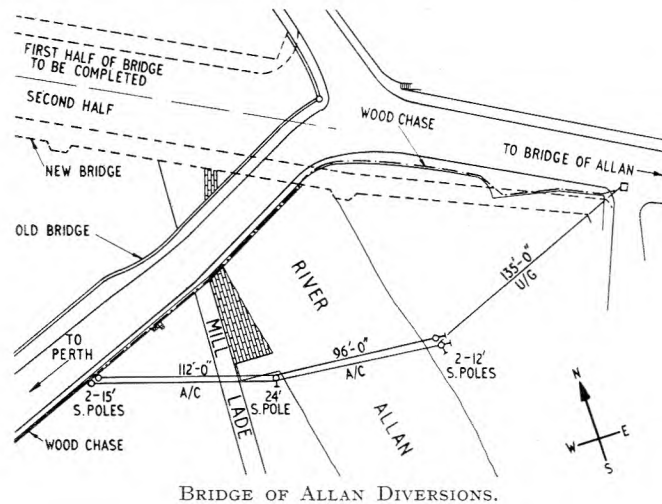 FIRST HALF OF BRIDGE
TO BE COMPLETED
SECOND HALF
WOOD CHASE
TO BRIDGE OF ALLAN
NEW BRIDGE
OLD BRIDGE
RIVER
135'-0"
U/G
TO
PERTH
MILL
96'-0"
A/C
2-12'
S. POLES
112'-0"
A/C
2-15'
S. POLES
24'
S. POLE
LADE
ALLAN
WOOD CHASE
N
W
E
S
BRIDGE OF ALLAN DIVERSIONS.